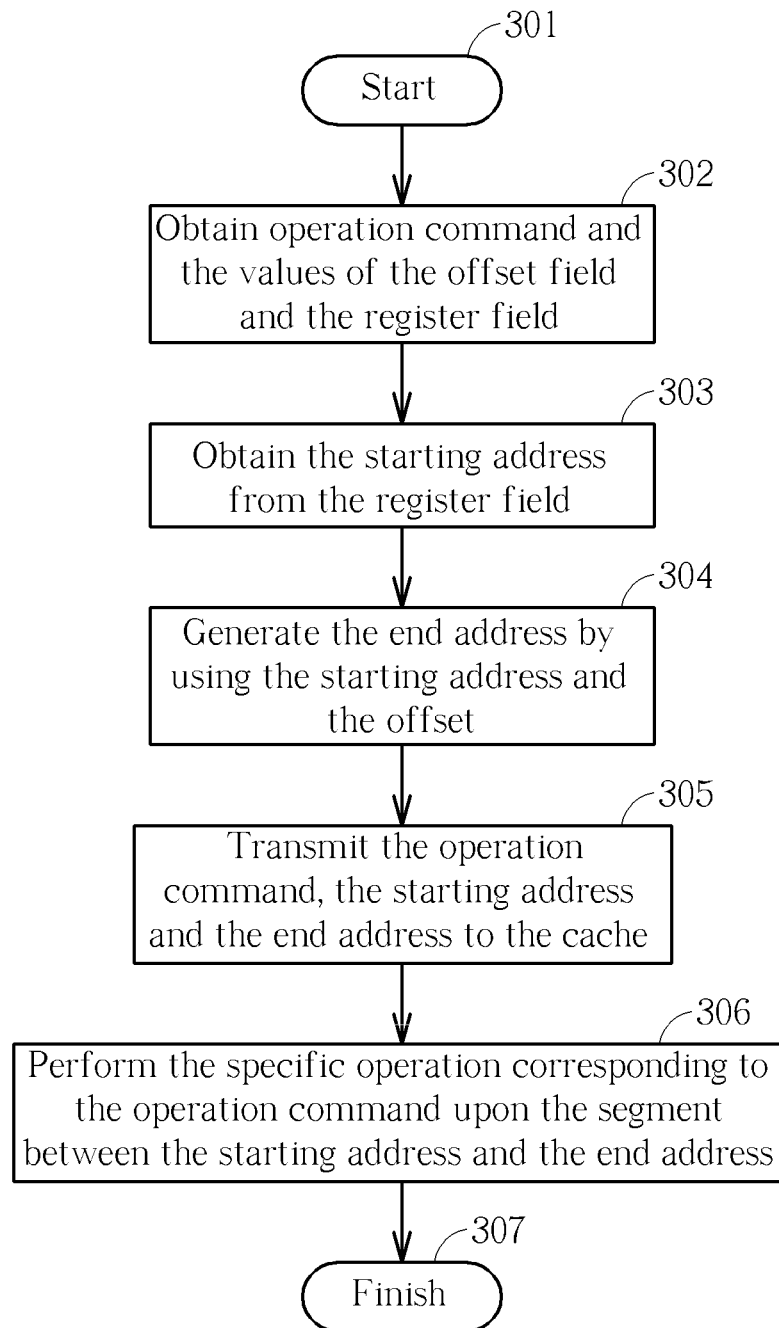 301
Start
302
Obtain operation command and
the values of the offset field
and the register field
303
Obtain the starting address
from the register field
304
Generate the end address by
using the starting address and
the offset
305
Transmit the operation
command, the starting address
and the end address to the cache
306
Perform the specific operation corresponding to
the operation command upon the segment
between the starting address and the end address
307
Finish